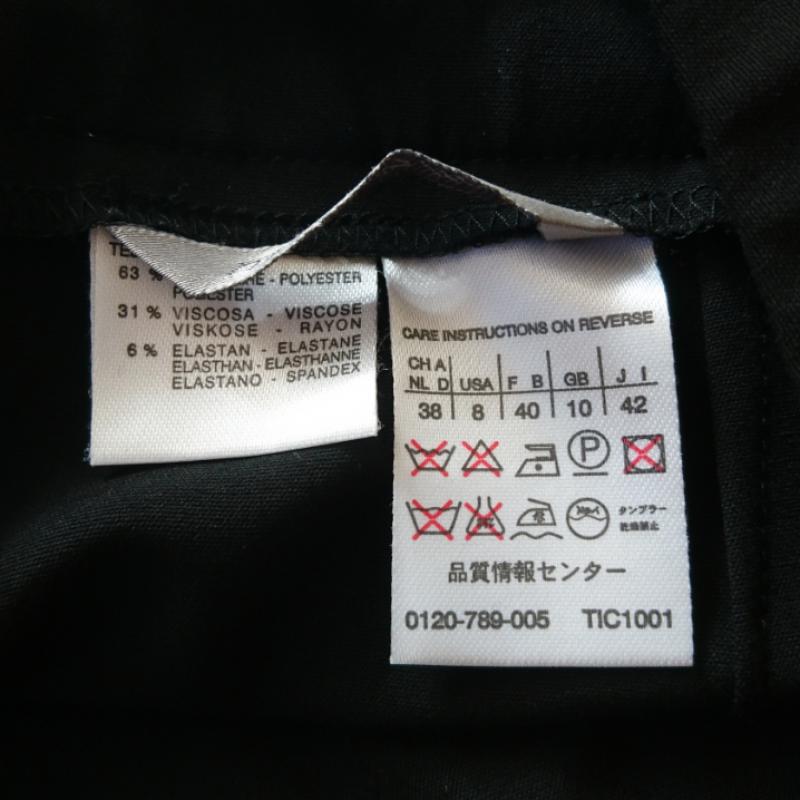 63 % - POLYESTER
POLIESTER
31 % VISCOSA - VISCOSE
VISKOSE - RAYON
6 % ELASTAN - ELASTANE
ELASTHAN - ELASTHANNE
ELASTANO - SPANDEX
CARE INSTRUCTIONS ON REVERSE
CH A
NL D USA F B GB J I
38 8 40 10 42
P
タンブラー
乾燥禁止
品質情報センター
0120-789-005 TIC1001